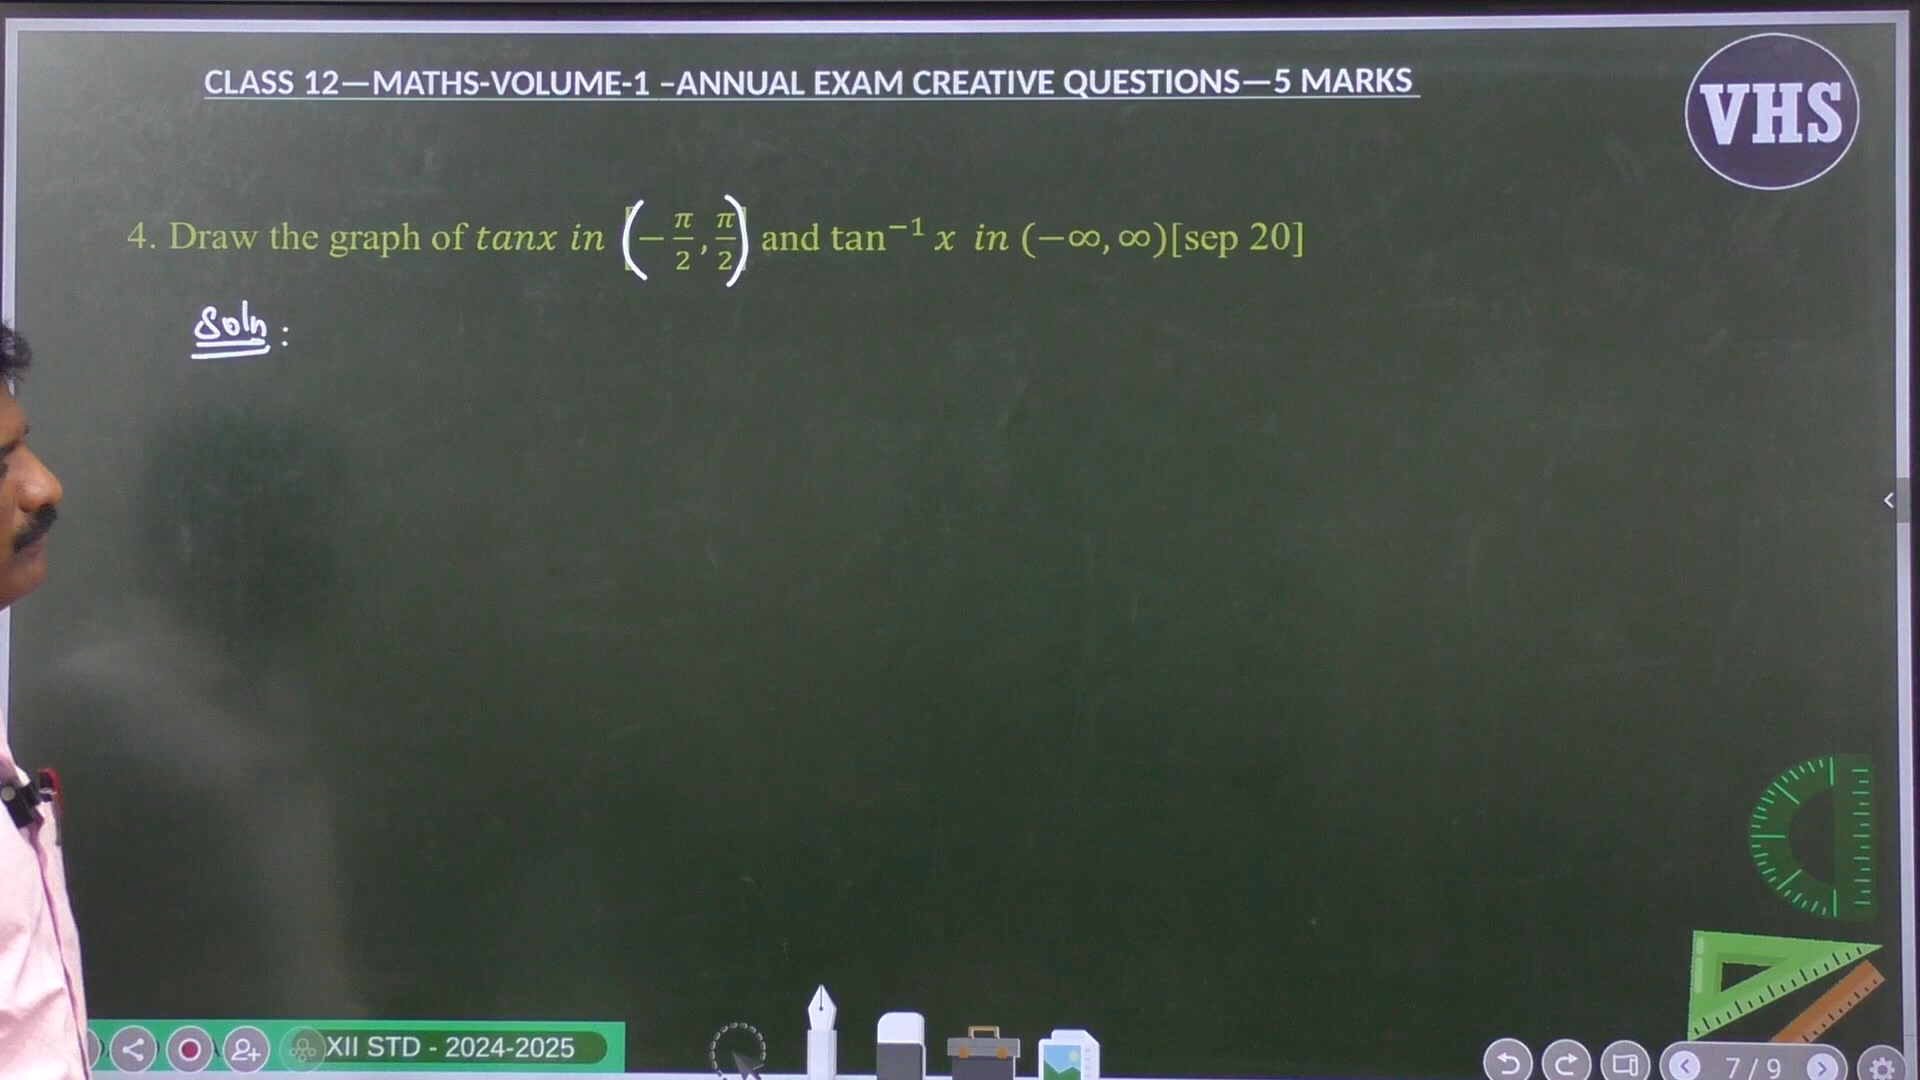 CLASS 12—MATHS-VOLUME-1 –ANNUAL EXAM CREATIVE QUESTIONS—5 MARKS
VHS
4. Draw the graph of tanx in (−π/2, π/2) and tan⁻¹ x in (−∞, ∞)[sep 20]
Soln :
XII STD - 2024-2025
7 / 9